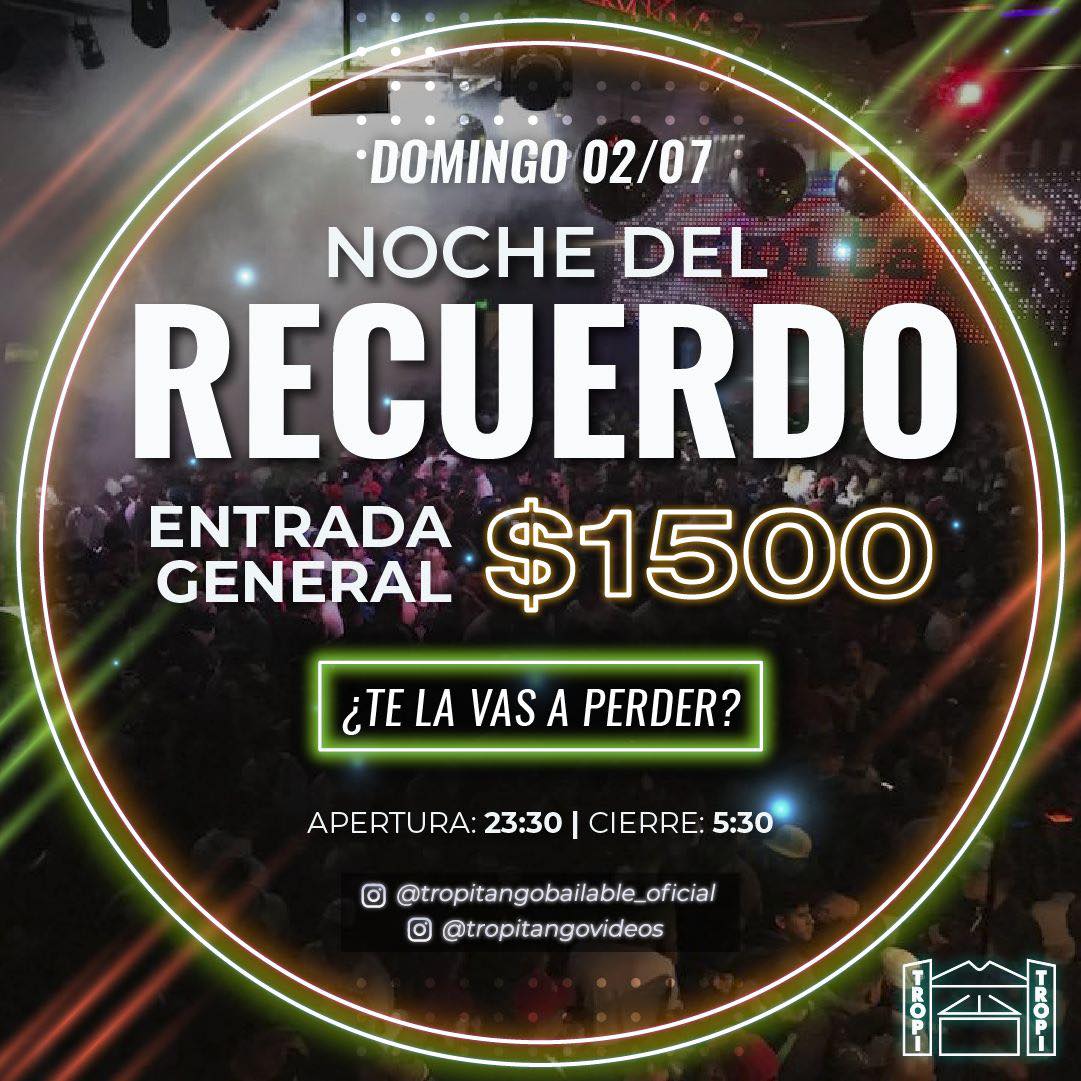 DOMINGO 02/07
NOCHE DEL
RECUERDO
ENTRADA
GENERAL
$1500
¿TE LA VAS A PERDER?
APERTURA: 23:30 | CIERRE: 5:30
@tropitangobailable_oficial
@tropitangovideos
TROPI
TROPI